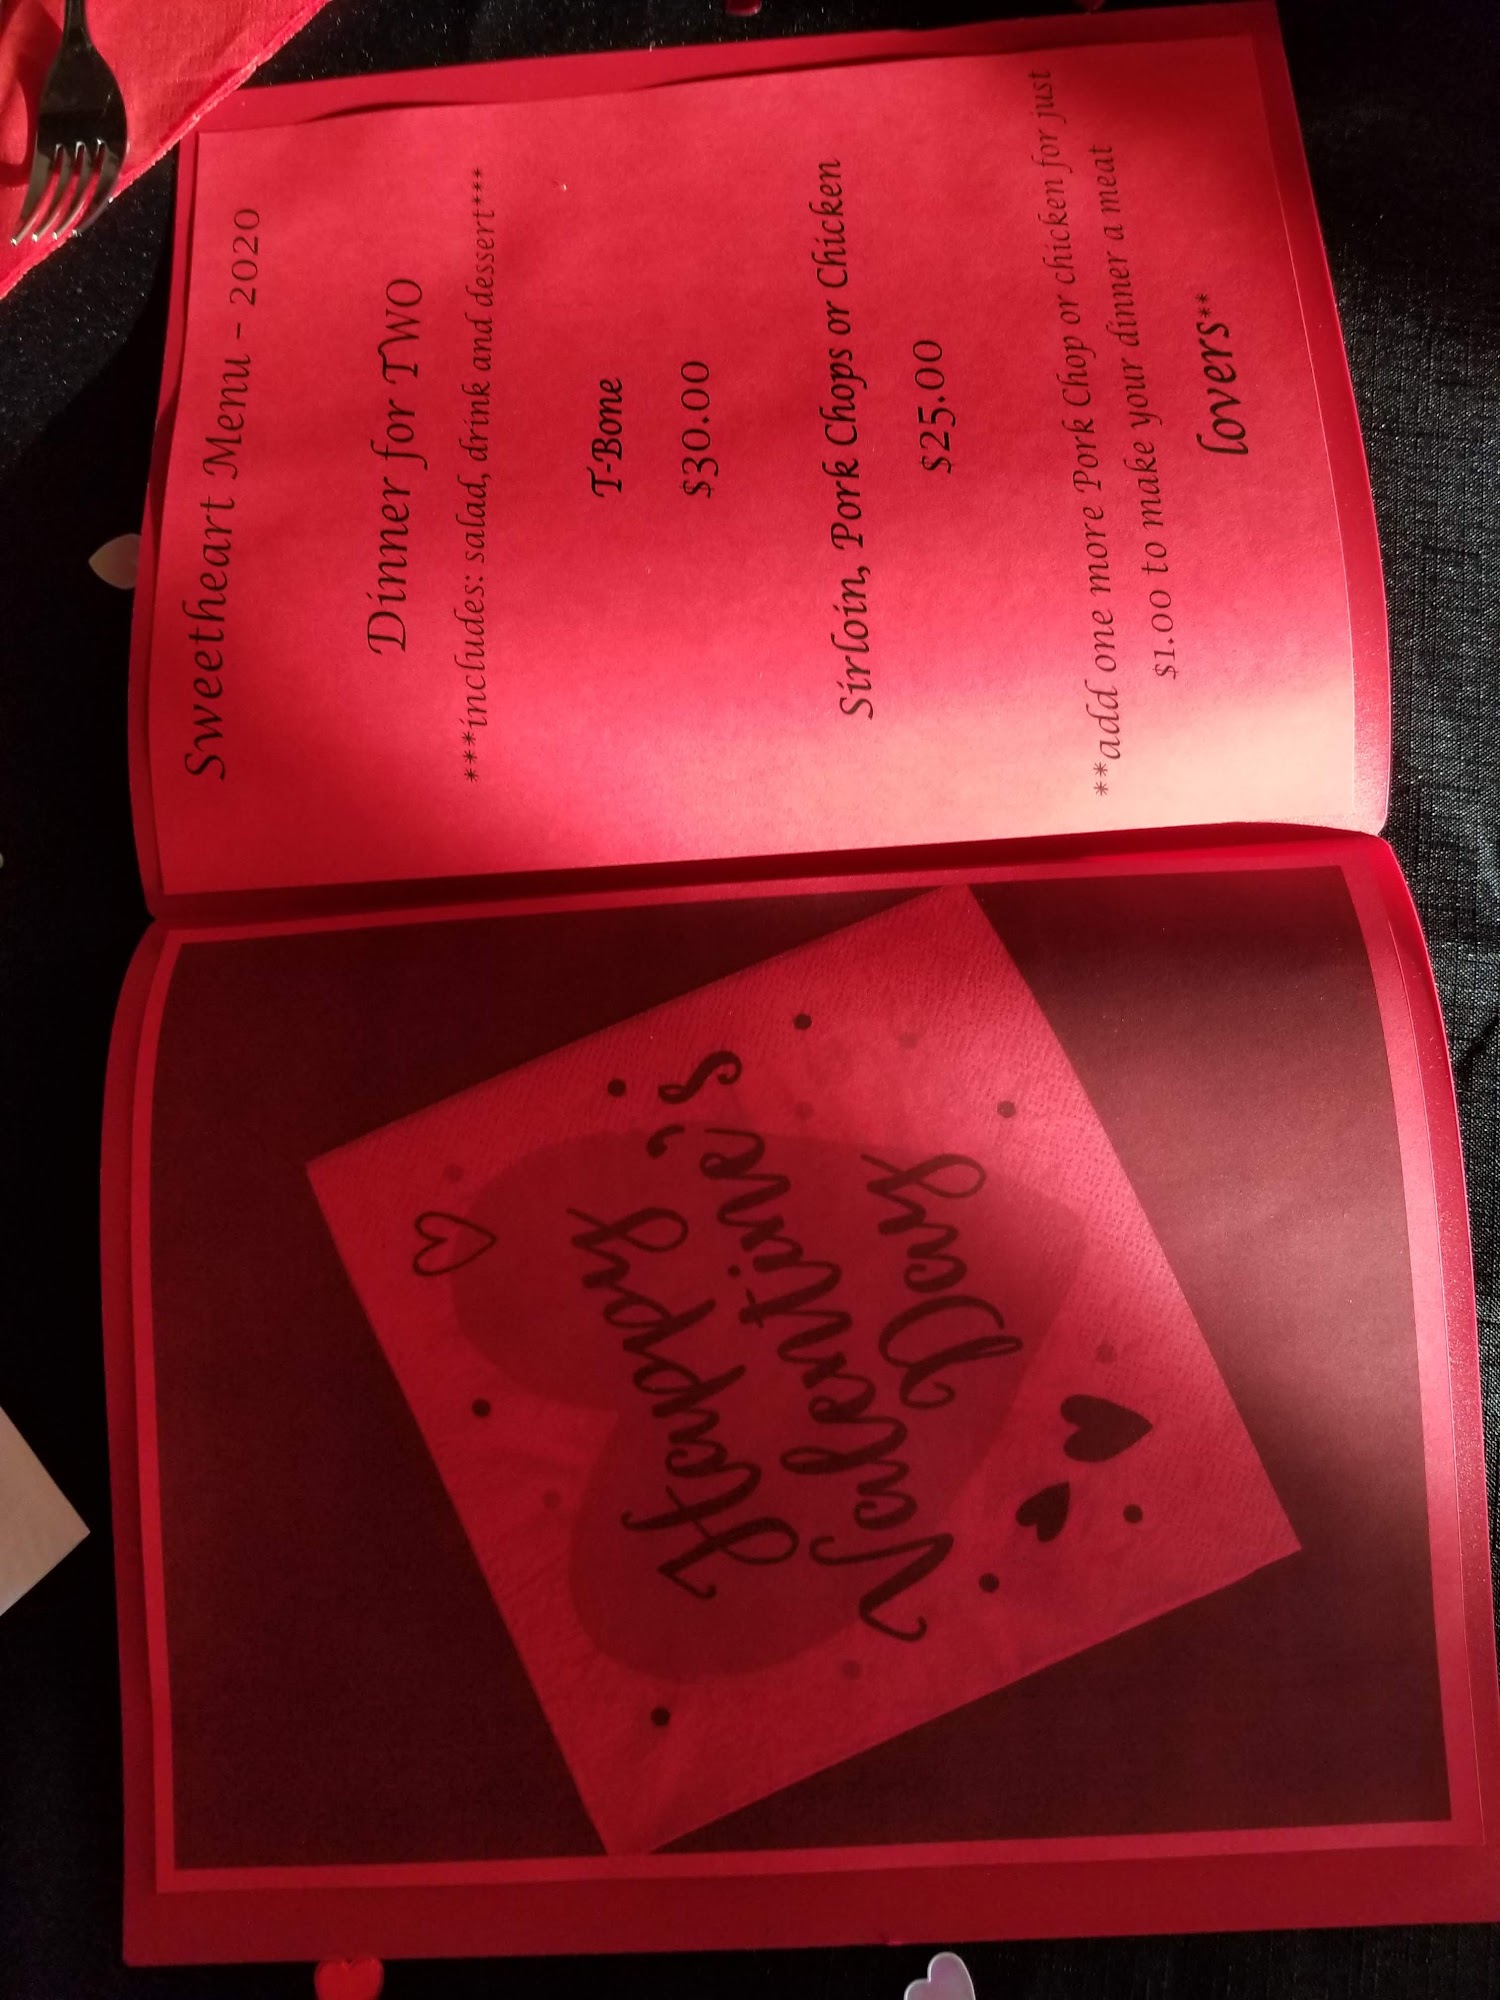 Happy
Valentine's
Day
Sweetheart Menu - 2020
Dinner for TWO
***includes: salad, drink and dessert***
T-Bone
$30.00
Sirloin, Pork Chops or Chicken
$25.00
**add one more Pork Chop or chicken for just
$1.00 to make your dinner a meat
lovers**